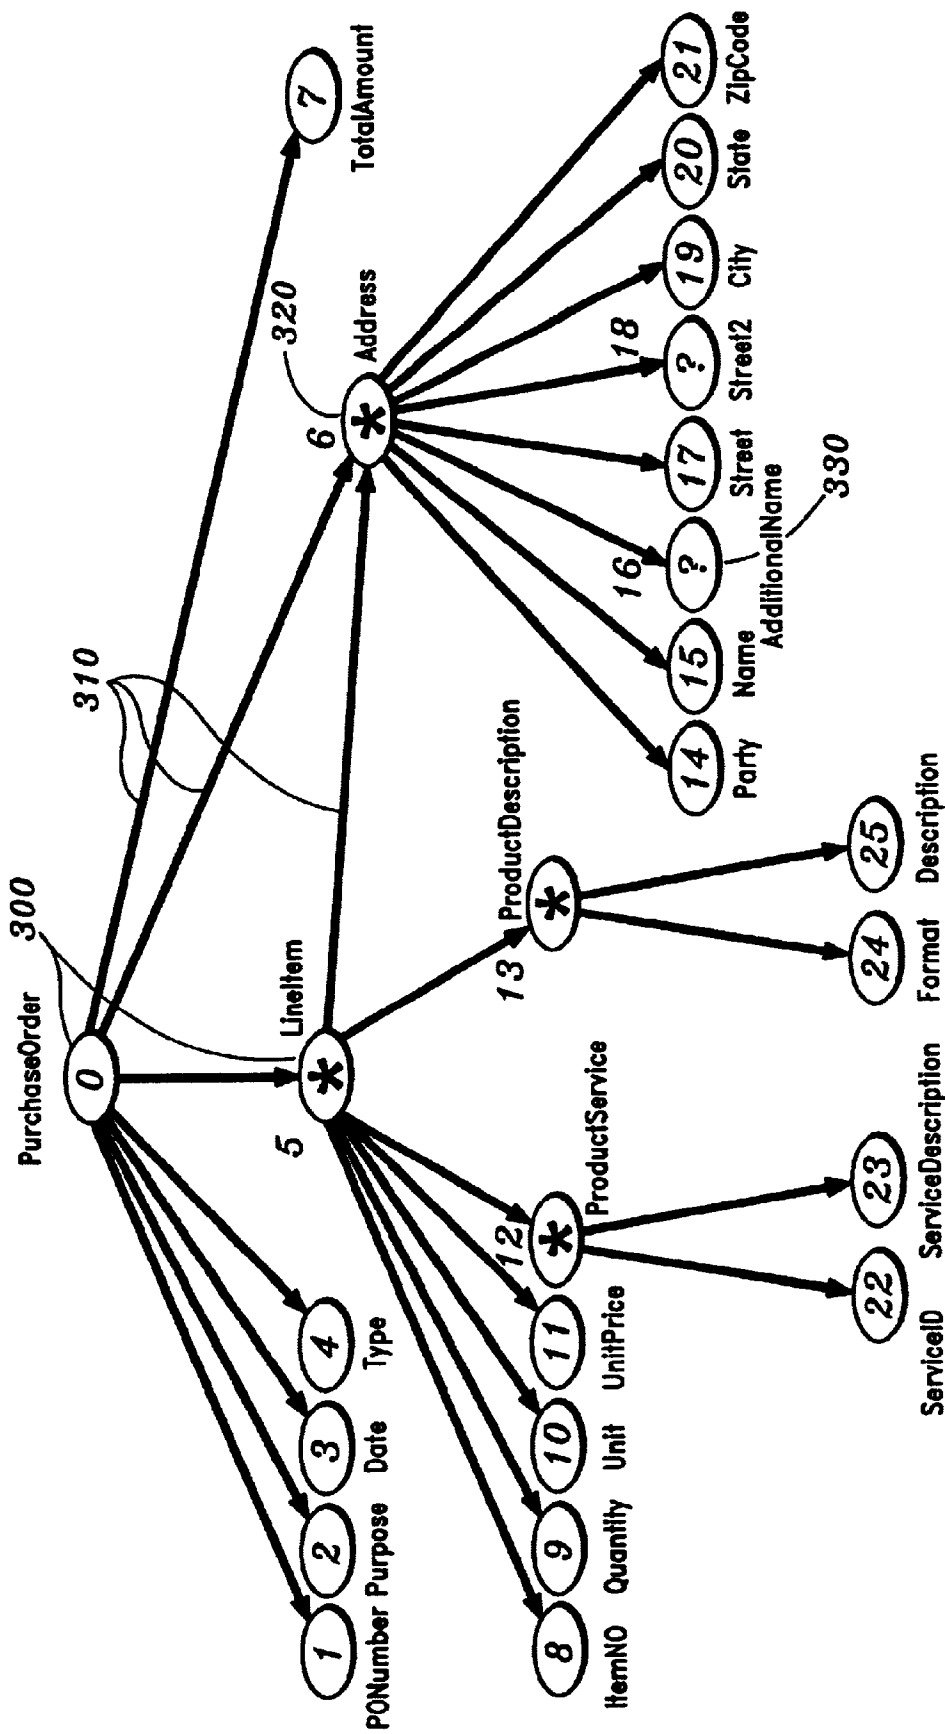 PurchaseOrder
300
0
310
1
PONumber
2
Purpose
3
Date
4
Type
5
*
LineItem
6
*
Address
320
7
TotalAmount
8
ItemNO
9
Quantity
10
Unit
11
UnitPrice
12
*
ProductService
13
*
ProductDescription
14
Party
15
Name
16
?
AdditionalName
330
17
Street
18
?
Street2
19
City
20
State
21
ZipCode
22
ServiceID
23
ServiceDescription
24
Format
25
Description